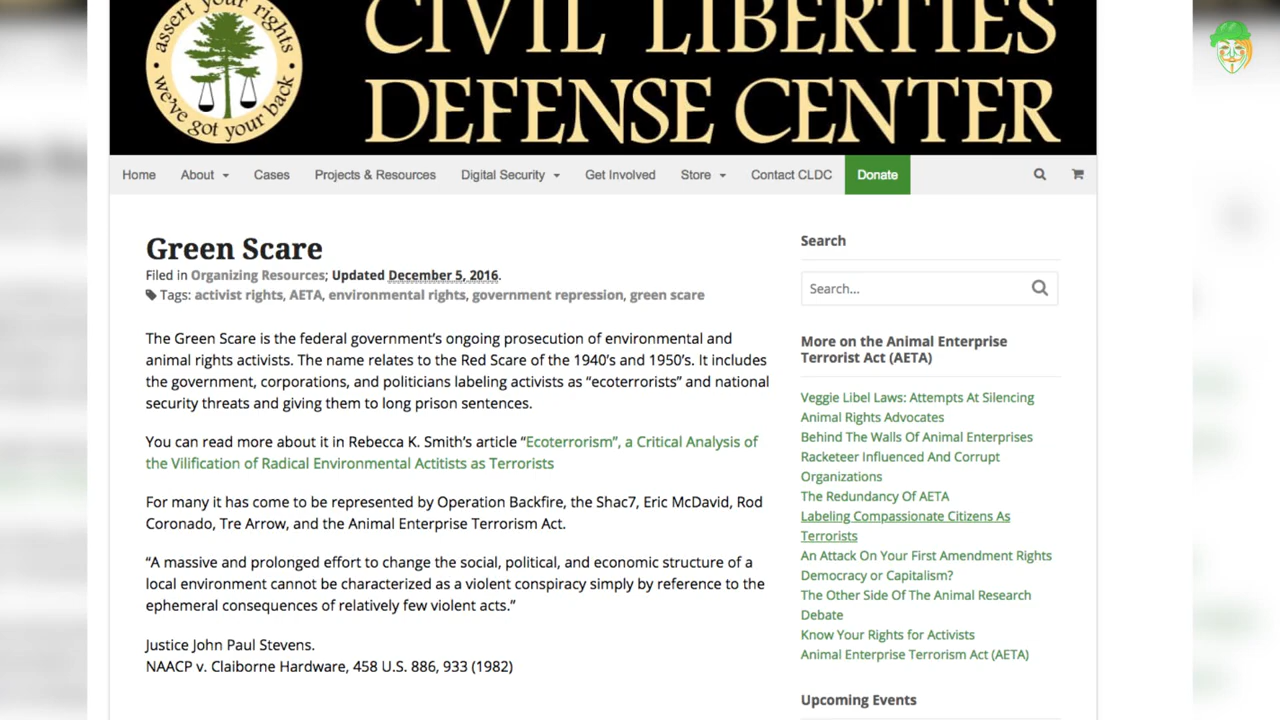 assert your rights
we've got your back
CIVIL LIBERTIES
DEFENSE CENTER
Home About Cases Projects & Resources Digital Security Get Involved Store Contact CLDC Donate
Green Scare
Filed in Organizing Resources; Updated December 5, 2016.
Tags: activist rights, AETA, environmental rights, government repression, green scare
The Green Scare is the federal government’s ongoing prosecution of environmental and
animal rights activists. The name relates to the Red Scare of the 1940’s and 1950’s. It includes
the government, corporations, and politicians labeling activists as “ecoterrorists” and national
security threats and giving them to long prison sentences.
You can read more about it in Rebecca K. Smith’s article “Ecoterrorism”, a Critical Analysis of
the Vilification of Radical Environmental Actitists as Terrorists
For many it has come to be represented by Operation Backfire, the Shac7, Eric McDavid, Rod
Coronado, Tre Arrow, and the Animal Enterprise Terrorism Act.
“A massive and prolonged effort to change the social, political, and economic structure of a
local environment cannot be characterized as a violent conspiracy simply by reference to the
ephemeral consequences of relatively few violent acts.”
Justice John Paul Stevens.
NAACP v. Claiborne Hardware, 458 U.S. 886, 933 (1982)
Search
Search...
More on the Animal Enterprise
Terrorist Act (AETA)
Veggie Libel Laws: Attempts At Silencing
Animal Rights Advocates
Behind The Walls Of Animal Enterprises
Racketeer Influenced And Corrupt
Organizations
The Redundancy Of AETA
Labeling Compassionate Citizens As
Terrorists
An Attack On Your First Amendment Rights
Democracy or Capitalism?
The Other Side Of The Animal Research
Debate
Know Your Rights for Activists
Animal Enterprise Terrorism Act (AETA)
Upcoming Events